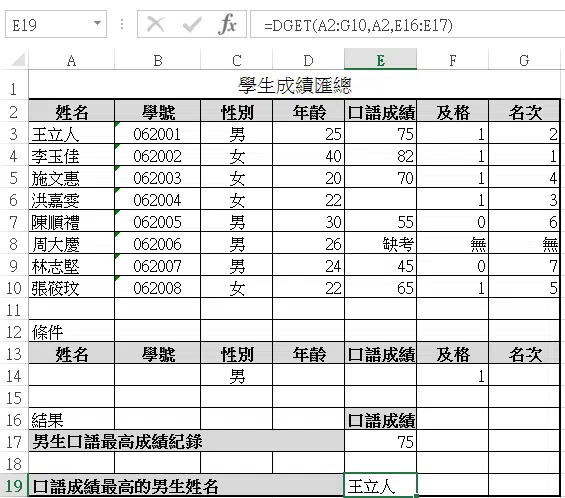 E19 =DGET(A2:G10,A2,E16:E17)
A B C D E F G
1 學生成績匯總
2 姓名 學號 性別 年齡 口語成績 及格 名次
3 王立人 062001 男 25 75 1 2
4 李玉佳 062002 女 40 82 1 1
5 施文惠 062003 女 20 70 1 4
6 洪嘉雯 062004 女 22 1 3
7 陳順禮 062005 男 30 55 0 6
8 周大慶 062006 男 26 缺考 無 無
9 林志堅 062007 男 24 45 0 7
10 張筱玟 062008 女 22 65 1 5
11
12 條件
13 姓名 學號 性別 年齡 口語成績 及格 名次
14 男 1
15
16 結果 口語成績
17 男生口語最高成績紀錄 75
18
19 口語成績最高的男生姓名 王立人